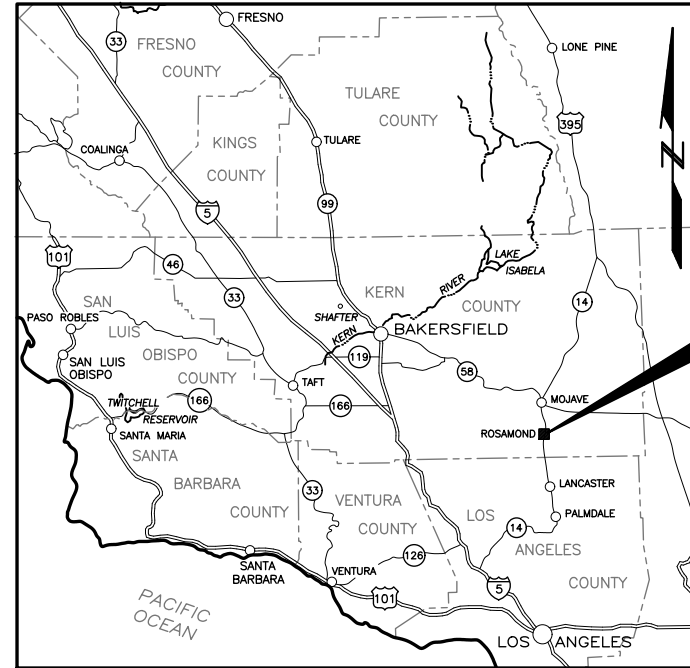 FRESNO
33
FRESNO
COUNTY
LONE PINE
TULARE
COUNTY
395
KINGS
COUNTY
TULARE
COALINGA
N
5
99
101
46
LAKE
ISABELA
RIVER
KERN
COUNTY
33
SAN
LUIS
OBISPO
COUNTY
PASO ROBLES
SHAFTER
KERN
BAKERSFIELD
14
119
SAN LUIS
OBISPO
58
TAFT
MOJAVE
TWITCHELL
RESERVOIR
166
166
ROSAMOND
SANTA MARIA
SANTA
BARBARA
COUNTY
33
VENTURA
COUNTY
LOS
ANGELES
COUNTY
LANCASTER
PALMDALE
14
126
SANTA
BARBARA
VENTURA
101
5
PACIFIC
OCEAN
LOS ANGELES